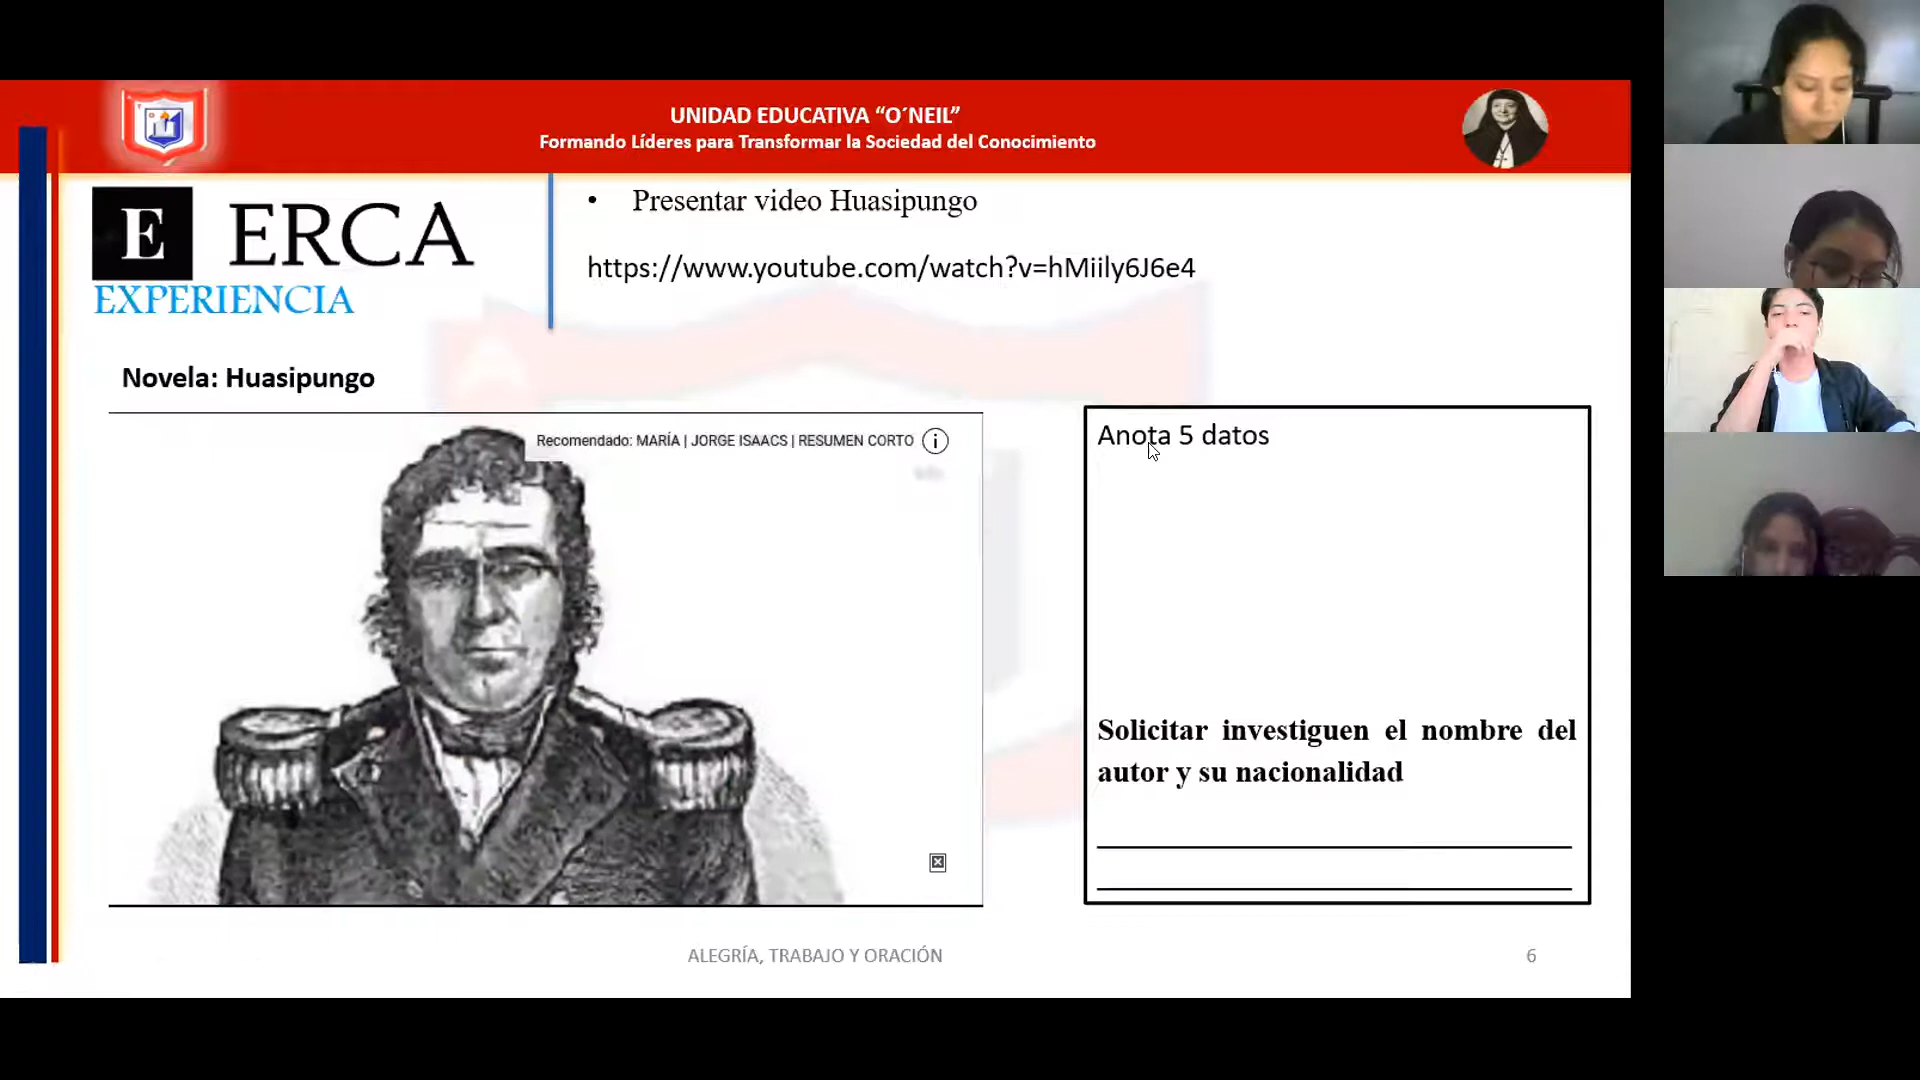 UNIDAD EDUCATIVA “O´NEIL”
Formando Líderes para Transformar la Sociedad del Conocimiento
E ERCA
EXPERIENCIA
• Presentar video Huasipungo
https://www.youtube.com/watch?v=hMiily6J6e4
Novela: Huasipungo
Recomendado: MARÍA | JORGE ISAACS | RESUMEN CORTO
Anota 5 datos
Solicitar investiguen el nombre del
autor y su nacionalidad
ALEGRÍA, TRABAJO Y ORACIÓN
6